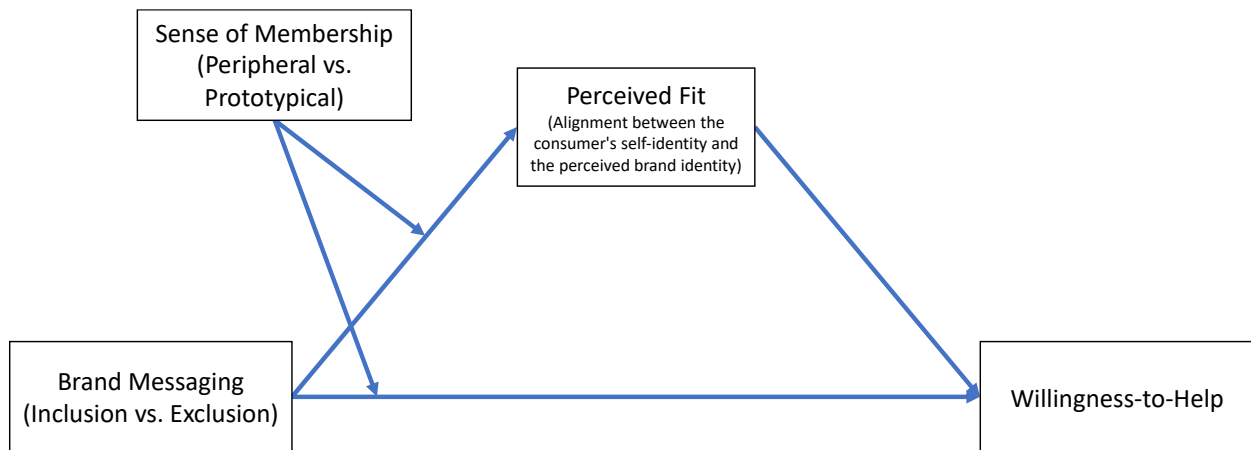 Sense of Membership
(Peripheral vs.
Prototypical)
Perceived Fit
(Alignment between the
consumer's self-identity and
the perceived brand identity)
Brand Messaging
(Inclusion vs. Exclusion)
Willingness-to-Help